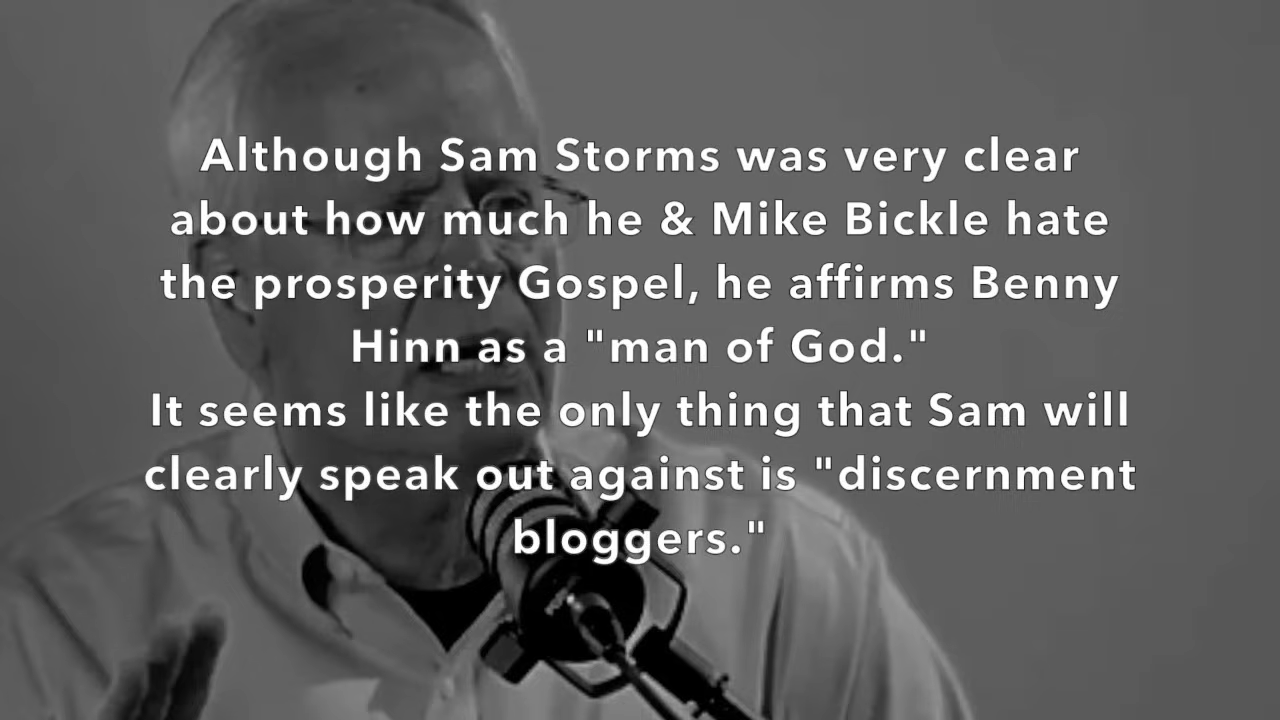 Although Sam Storms was very clear
about how much he & Mike Bickle hate
the prosperity Gospel, he affirms Benny
Hinn as a "man of God."
It seems like the only thing that Sam will
clearly speak out against is "discernment
bloggers."